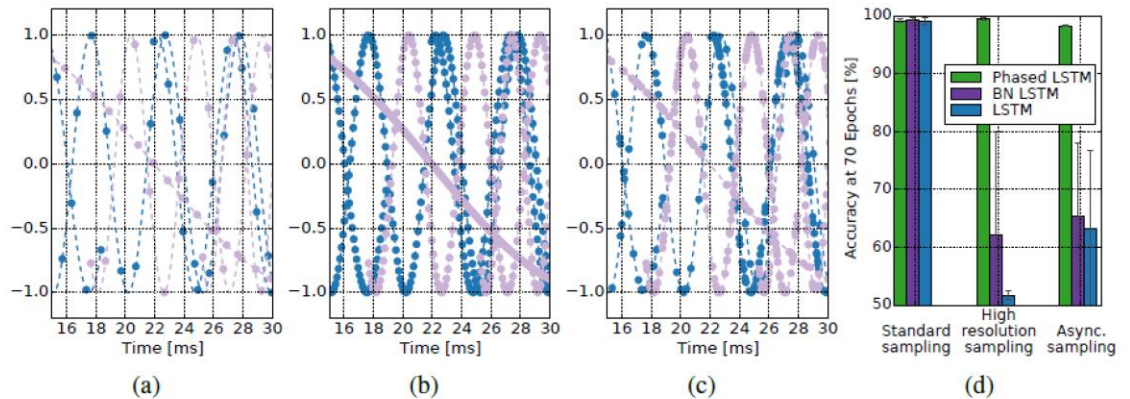 1.0
0.5
0.0
−0.5
−1.0
16 18 20 22 24 26 28 30
Time [ms]
(a)
1.0
0.5
0.0
−0.5
−1.0
16 18 20 22 24 26 28 30
Time [ms]
(b)
1.0
0.5
0.0
−0.5
−1.0
16 18 20 22 24 26 28 30
Time [ms]
(c)
Accuracy at 70 Epochs [%]
100
90
80
70
60
50
Phased LSTM
BN LSTM
LSTM
Standard sampling
High resolution sampling
Async. sampling
(d)